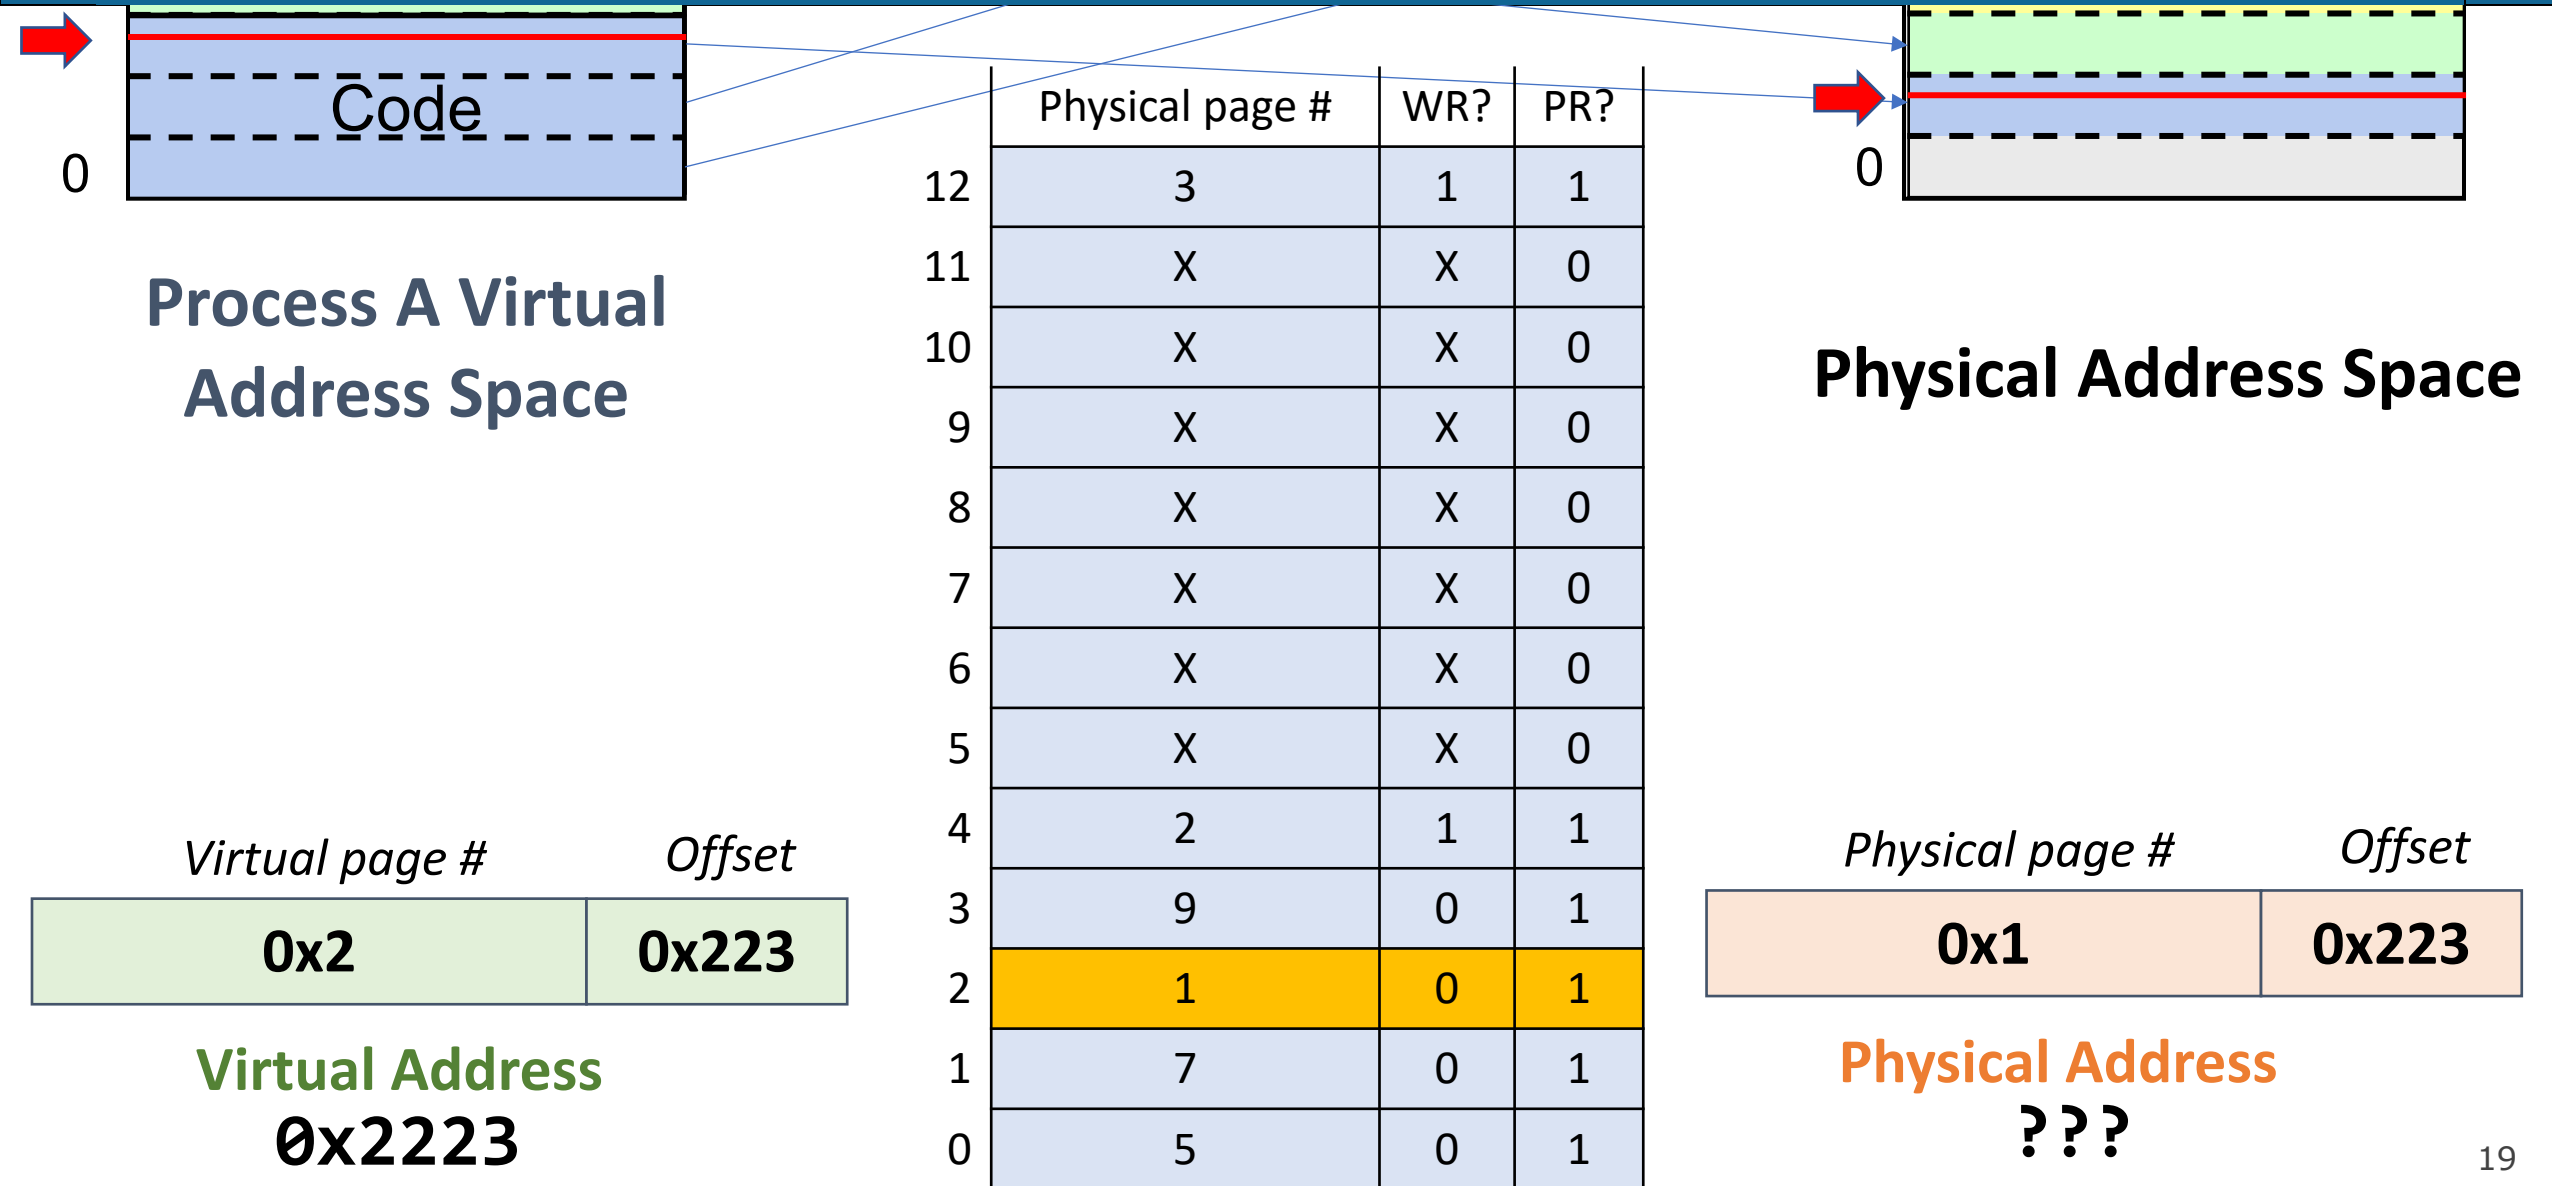 Code
0
Process A Virtual
Address Space
Physical page # WR? PR?
12 3 1 1
11 X X 0
10 X X 0
9 X X 0
8 X X 0
7 X X 0
6 X X 0
5 X X 0
4 2 1 1
3 9 0 1
2 1 0 1
1 7 0 1
0 5 0 1
0
Physical Address Space
Virtual page # Offset
0x2 0x223
Virtual Address
0x2223
Physical page # Offset
0x1 0x223
Physical Address
???
19